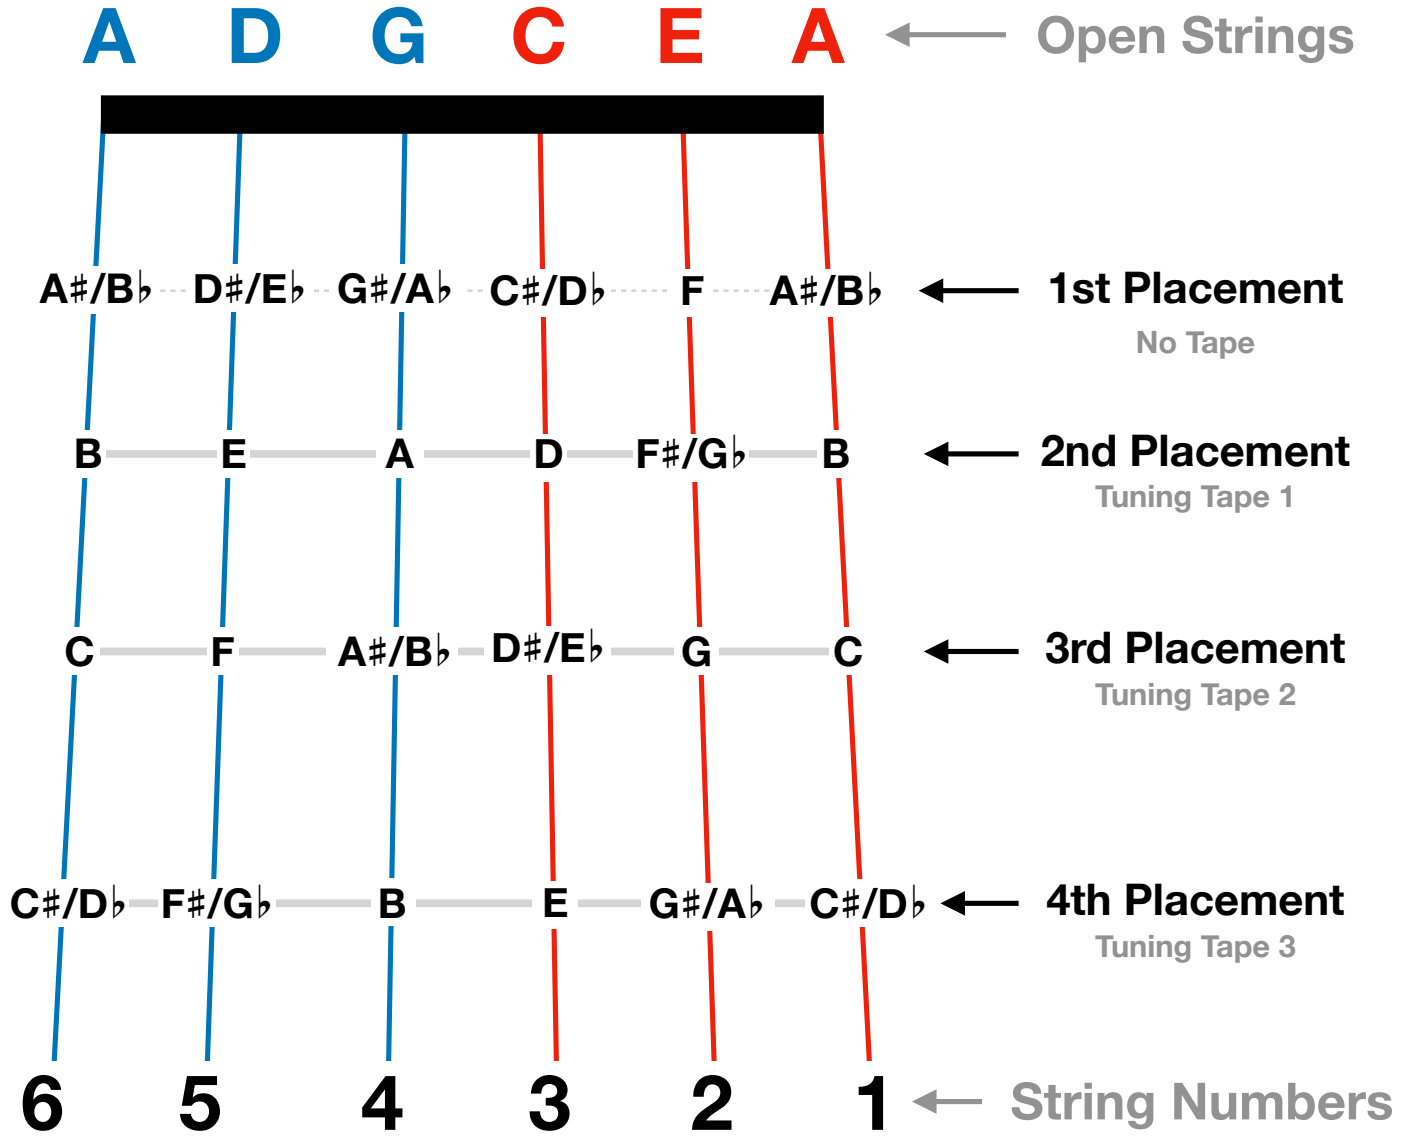 A D G C E A Open Strings
A♯/B♭ D♯/E♭ G♯/A♭ C♯/D♭ F A♯/B♭ 1st Placement
No Tape
B E A D F♯/G♭ B 2nd Placement
Tuning Tape 1
C F A♯/B♭ D♯/E♭ G C 3rd Placement
Tuning Tape 2
C♯/D♭ F♯/G♭ B E G♯/A♭ C♯/D♭ 4th Placement
Tuning Tape 3
6 5 4 3 2 1 String Numbers